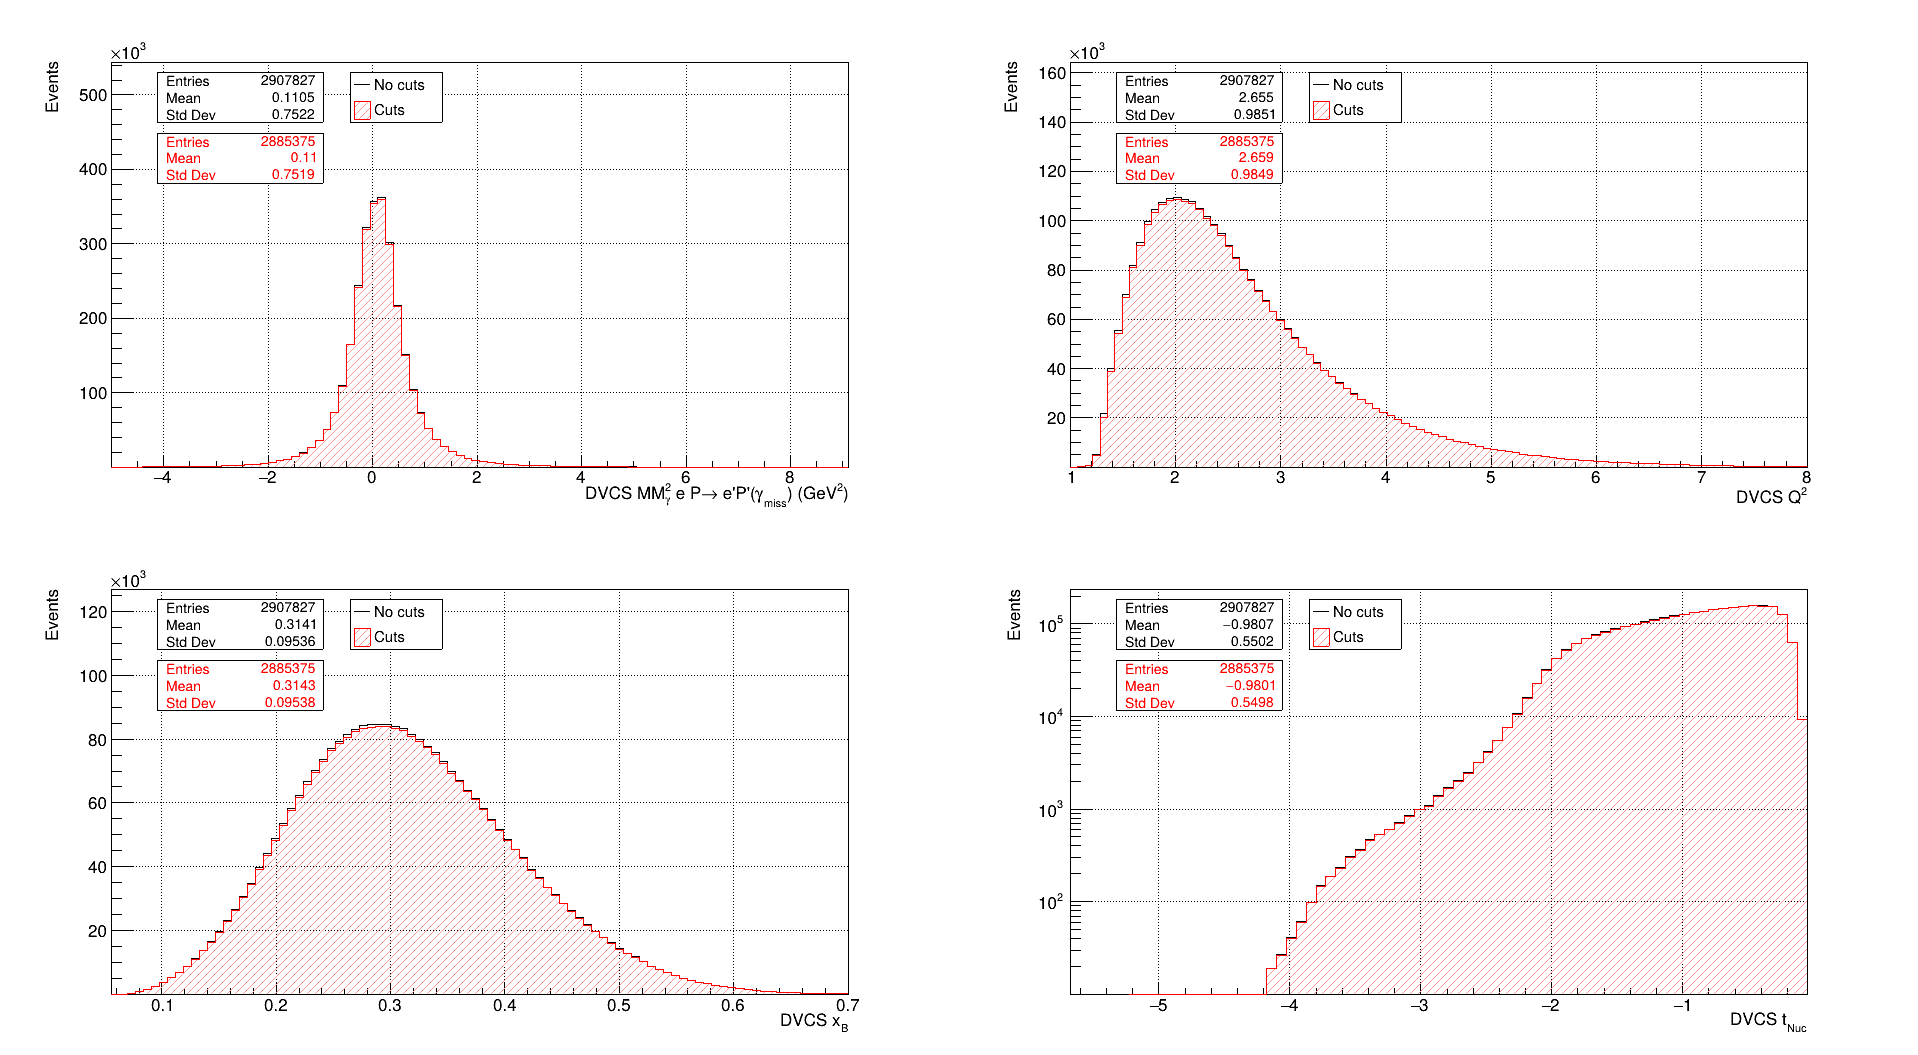 ×10³
Events
Entries 2907827
Mean 0.1105
Std Dev 0.7522
Entries 2885375
Mean 0.11
Std Dev 0.7519
No cuts
Cuts
500
400
300
200
100
−4 −2 0 2 4 6 8
DVCS MM²γ e P→ e'P'(γmiss) (GeV²)
×10³
Events
Entries 2907827
Mean 2.655
Std Dev 0.9851
Entries 2885375
Mean 2.659
Std Dev 0.9849
No cuts
Cuts
160
140
120
100
80
60
40
20
1 2 3 4 5 6 7 8
DVCS Q²
×10³
Events
Entries 2907827
Mean 0.3141
Std Dev 0.09536
Entries 2885375
Mean 0.3143
Std Dev 0.09538
No cuts
Cuts
120
100
80
60
40
20
0.1 0.2 0.3 0.4 0.5 0.6 0.7
DVCS xB
Events
Entries 2907827
Mean −0.9807
Std Dev 0.5502
Entries 2885375
Mean −0.9801
Std Dev 0.5498
No cuts
Cuts
10⁵
10⁴
10³
10²
−5 −4 −3 −2 −1
DVCS tNuc